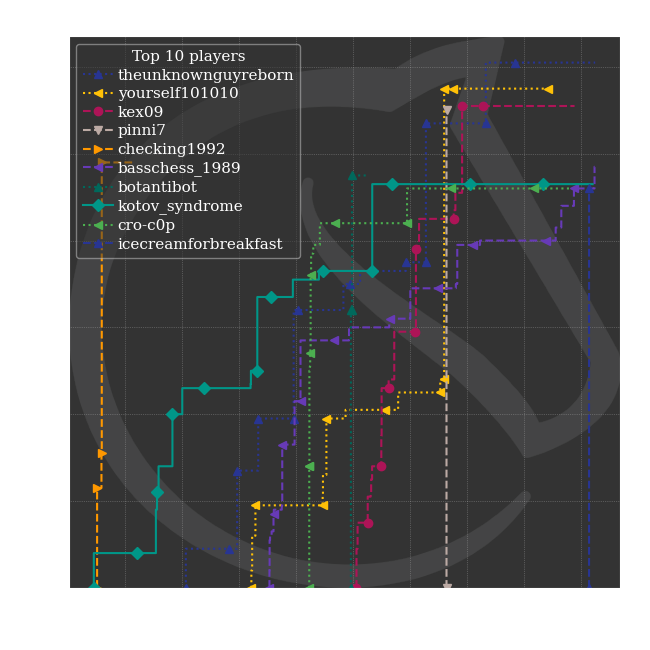 Top 10 players
theunknownguyreborn
yourself101010
kex09
pinni7
checking1992
basschess_1989
botantibot
kotov_syndrome
cro-c0p
icecreamforbreakfast